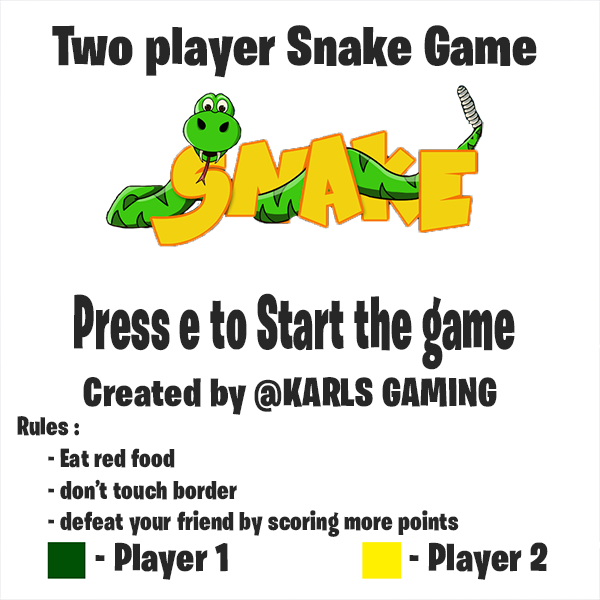 Two player Snake Game
SNAKE
Press e to Start the game
Created by @KARLS GAMING
Rules :
- Eat red food
- don't touch border
- defeat your friend by scoring more points
- Player 1 - Player 2